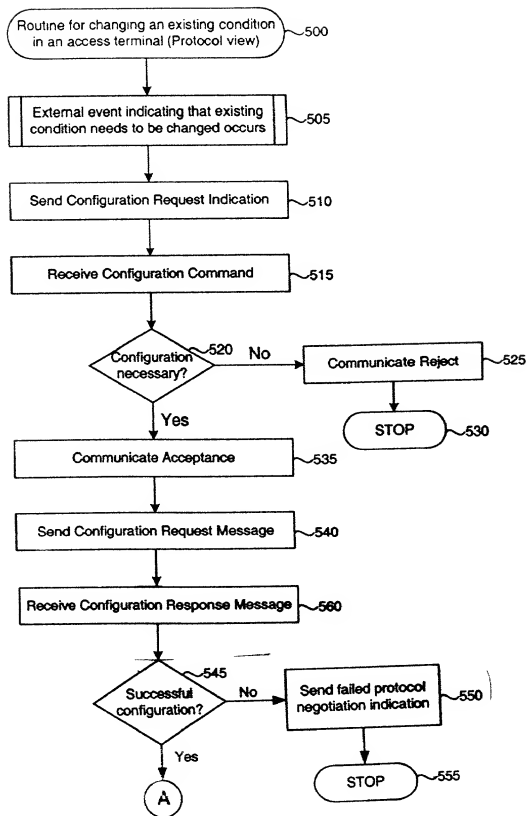 Routine for changing an existing condition
in an access terminal (Protocol view)
500
External event indicating that existing
condition needs to be changed occurs
505
Send Configuration Request Indication
510
Receive Configuration Command
515
520
Configuration
necessary?
No
Communicate Reject
525
Yes
STOP
530
Communicate Acceptance
535
Send Configuration Request Message
540
Receive Configuration Response Message
560
545
Successful
configuration?
No
Send failed protocol
negotiation indication
550
Yes
STOP
555
A